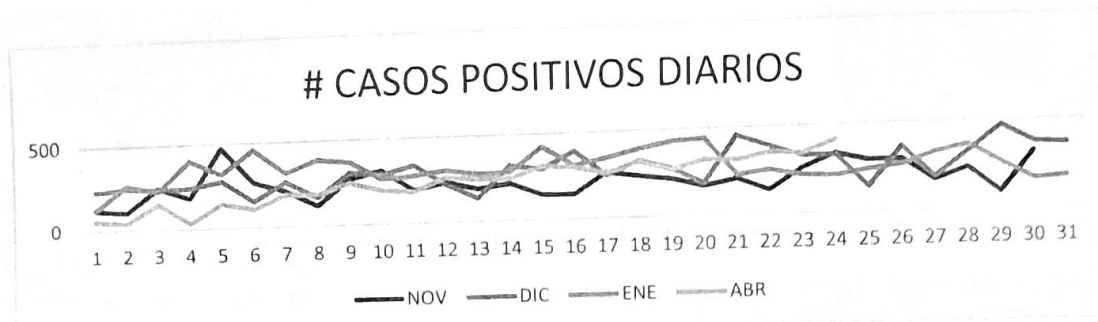 # CASOS POSITIVOS DIARIOS
500
0
1 2 3 4 5 6 7 8 9 10 11 12 13 14 15 16 17 18 19 20 21 22 23 24 25 26 27 28 29 30 31
NOV DIC ENE ABR